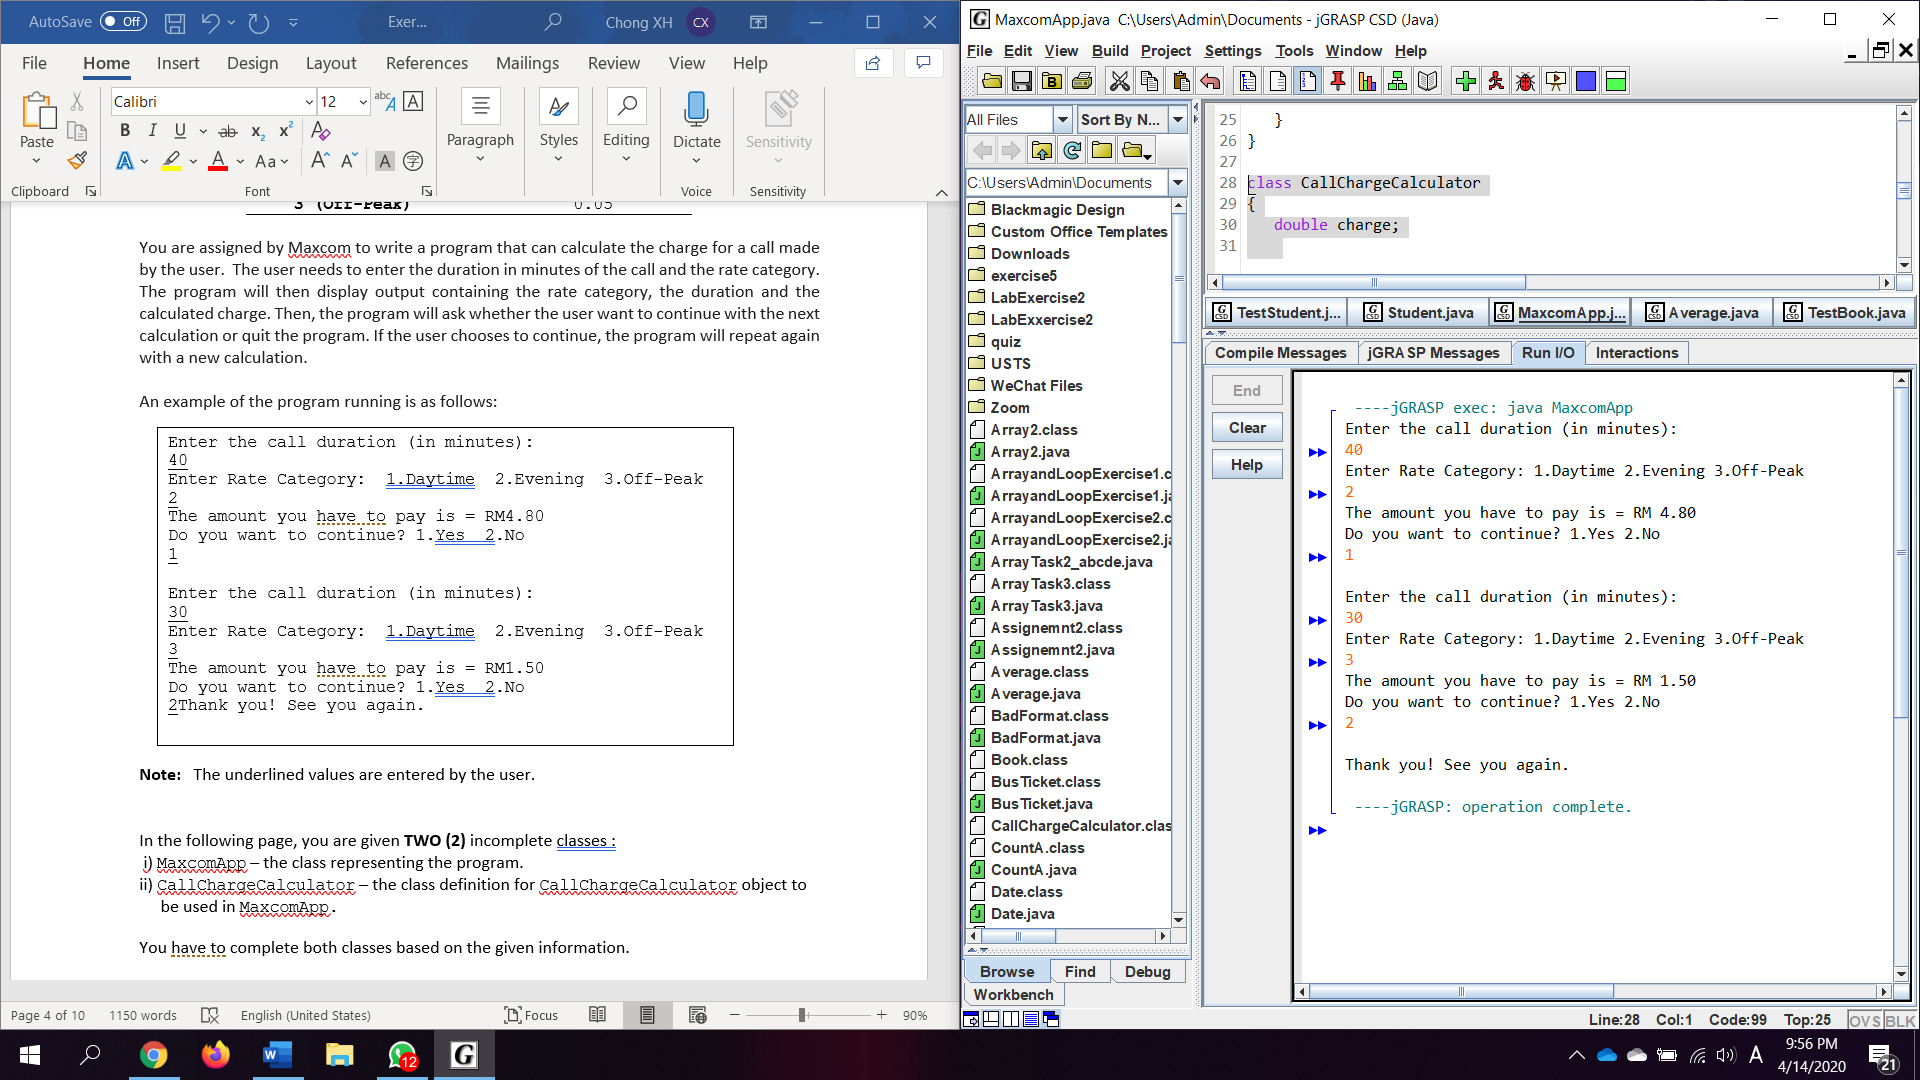 AutoSave Off Exer... Chong XH CX
File Home Insert Design Layout References Mailings Review View Help
Calibri 12
Paste
Paragraph Styles Editing Dictate Sensitivity
Clipboard Font Voice Sensitivity
3 (Off-Peak) 0.05
You are assigned by Maxcom to write a program that can calculate the charge for a call made
by the user. The user needs to enter the duration in minutes of the call and the rate category.
The program will then display output containing the rate category, the duration and the
calculated charge. Then, the program will ask whether the user want to continue with the next
calculation or quit the program. If the user chooses to continue, the program will repeat again
with a new calculation.
An example of the program running is as follows:
Enter the call duration (in minutes):
40
Enter Rate Category: 1.Daytime 2.Evening 3.Off-Peak
2
The amount you have to pay is = RM4.80
Do you want to continue? 1.Yes 2.No
1
Enter the call duration (in minutes):
30
Enter Rate Category: 1.Daytime 2.Evening 3.Off-Peak
3
The amount you have to pay is = RM1.50
Do you want to continue? 1.Yes 2.No
2Thank you! See you again.
Note: The underlined values are entered by the user.
In the following page, you are given TWO (2) incomplete classes :
i) MaxcomApp – the class representing the program.
ii) CallChargeCalculator – the class definition for CallChargeCalculator object to
be used in MaxcomApp.
You have to complete both classes based on the given information.
Page 4 of 10 1150 words English (United States) Focus 90%
MaxcomApp.java C:\Users\Admin\Documents - jGRASP CSD (Java)
File Edit View Build Project Settings Tools Window Help
All Files Sort By N...
C:\Users\Admin\Documents
Blackmagic Design
Custom Office Templates
Downloads
exercise5
LabExercise2
LabExxercise2
quiz
USTS
WeChat Files
Zoom
Array2.class
Array2.java
ArrayandLoopExercise1.c
ArrayandLoopExercise1.ja
ArrayandLoopExercise2.c
ArrayandLoopExercise2.ja
ArrayTask2_abcde.java
ArrayTask3.class
ArrayTask3.java
Assignemnt2.class
Assignemnt2.java
Average.class
Average.java
BadFormat.class
BadFormat.java
Book.class
BusTicket.class
BusTicket.java
CallChargeCalculator.clas
CountA.class
CountA.java
Date.class
Date.java
Browse Find Debug
Workbench
25 }
26 }
27
28 class CallChargeCalculator
29 {
30 double charge;
31
TestStudent.j... Student.java MaxcomApp.j... Average.java TestBook.java
Compile Messages jGRASP Messages Run I/O Interactions
End
Clear
Help
----jGRASP exec: java MaxcomApp
Enter the call duration (in minutes):
40
Enter Rate Category: 1.Daytime 2.Evening 3.Off-Peak
2
The amount you have to pay is = RM 4.80
Do you want to continue? 1.Yes 2.No
1
Enter the call duration (in minutes):
30
Enter Rate Category: 1.Daytime 2.Evening 3.Off-Peak
3
The amount you have to pay is = RM 1.50
Do you want to continue? 1.Yes 2.No
2
Thank you! See you again.
----jGRASP: operation complete.
Line:28 Col:1 Code:99 Top:25 OVS BLK
12
9:56 PM
4/14/2020
21